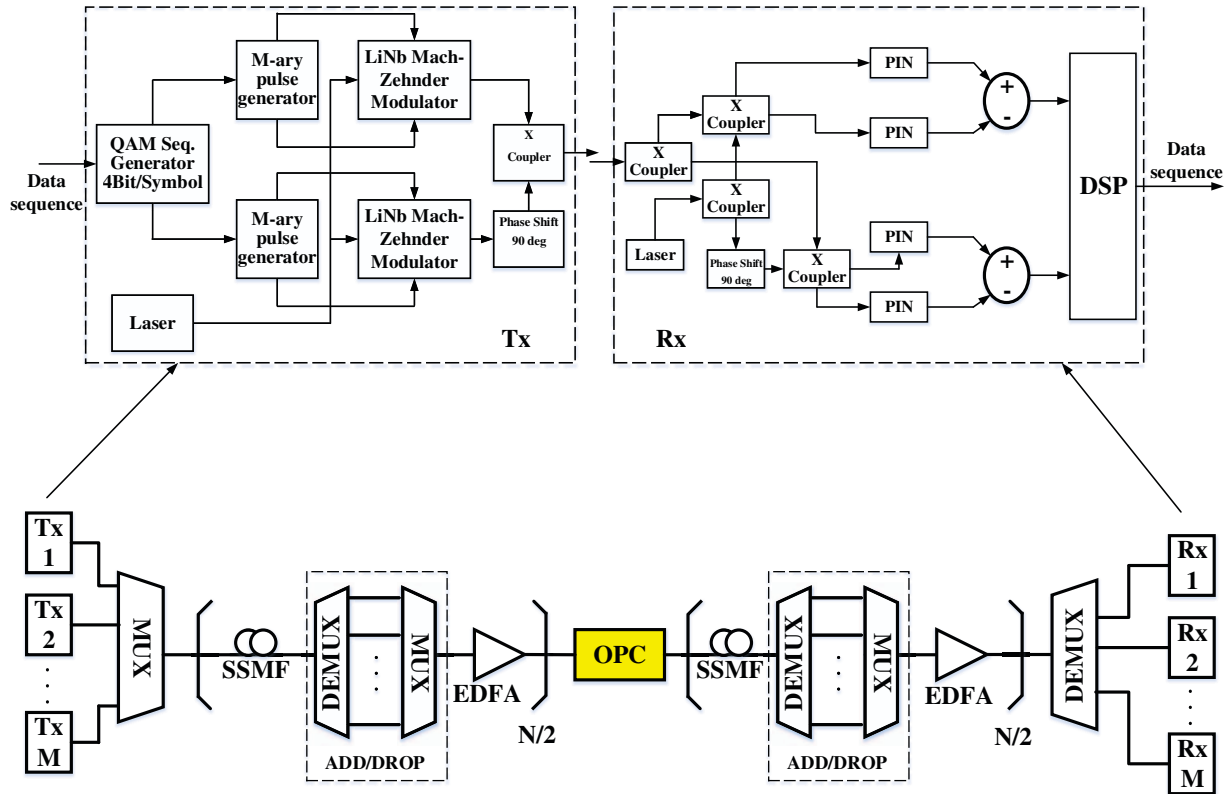 Data
sequence
QAM Seq.
Generator
4Bit/Symbol
M-ary
pulse
generator
LiNb Mach-
Zehnder
Modulator
M-ary
pulse
generator
LiNb Mach-
Zehnder
Modulator
X
Coupler
Phase Shift
90 deg
Laser
Tx
X
Coupler
X
Coupler
X
Coupler
Laser
Phase Shift
90 deg
X
Coupler
PIN
PIN
PIN
PIN
+
-
+
-
DSP
Data
sequence
Rx
Tx
1
Tx
2
Tx
M
MUX
SSMF
DEMUX
MUX
ADD/DROP
EDFA
N/2
OPC
SSMF
DEMUX
MUX
ADD/DROP
EDFA
N/2
DEMUX
Rx
1
Rx
2
Rx
M